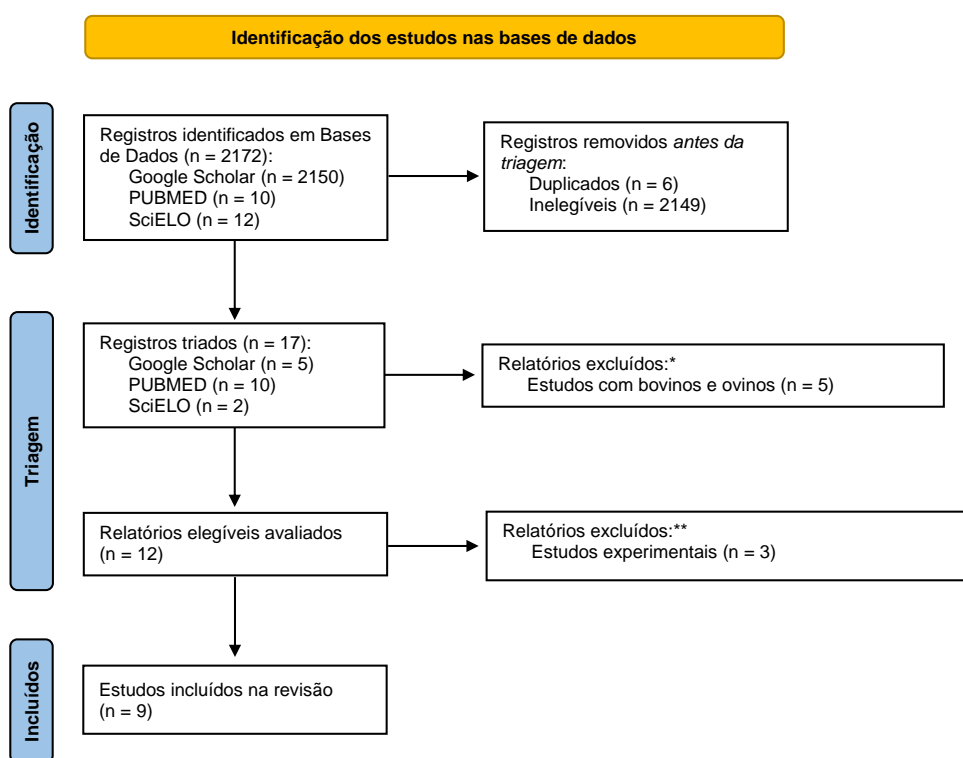 Identificação dos estudos nas bases de dados
Identificação
Registros identificados em Bases
de Dados (n = 2172):
Google Scholar (n = 2150)
PUBMED (n = 10)
SciELO (n = 12)
Registros removidos antes da
triagem:
Duplicados (n = 6)
Inelegíveis (n = 2149)
Triagem
Registros triados (n = 17):
Google Scholar (n = 5)
PUBMED (n = 10)
SciELO (n = 2)
Relatórios excluídos:*
Estudos com bovinos e ovinos (n = 5)
Relatórios elegíveis avaliados
(n = 12)
Relatórios excluídos:**
Estudos experimentais (n = 3)
Incluídos
Estudos incluídos na revisão
(n = 9)